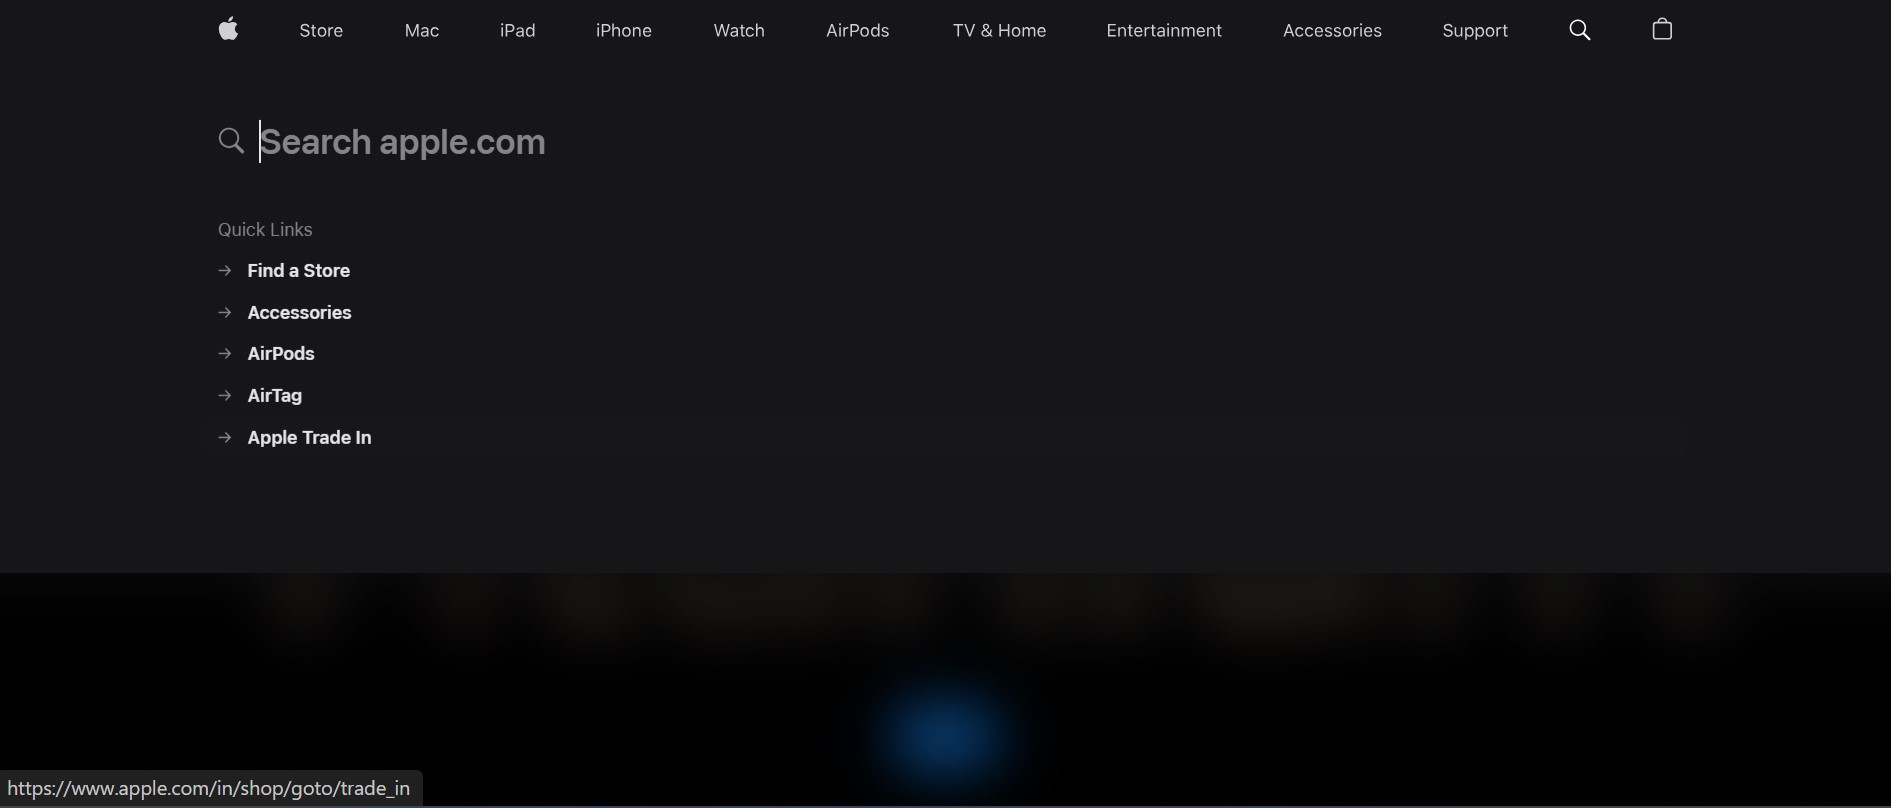 Store Mac iPad iPhone Watch AirPods TV & Home Entertainment Accessories Support
Search apple.com
Quick Links
→ Find a Store
→ Accessories
→ AirPods
→ AirTag
→ Apple Trade In
https://www.apple.com/in/shop/goto/trade_in